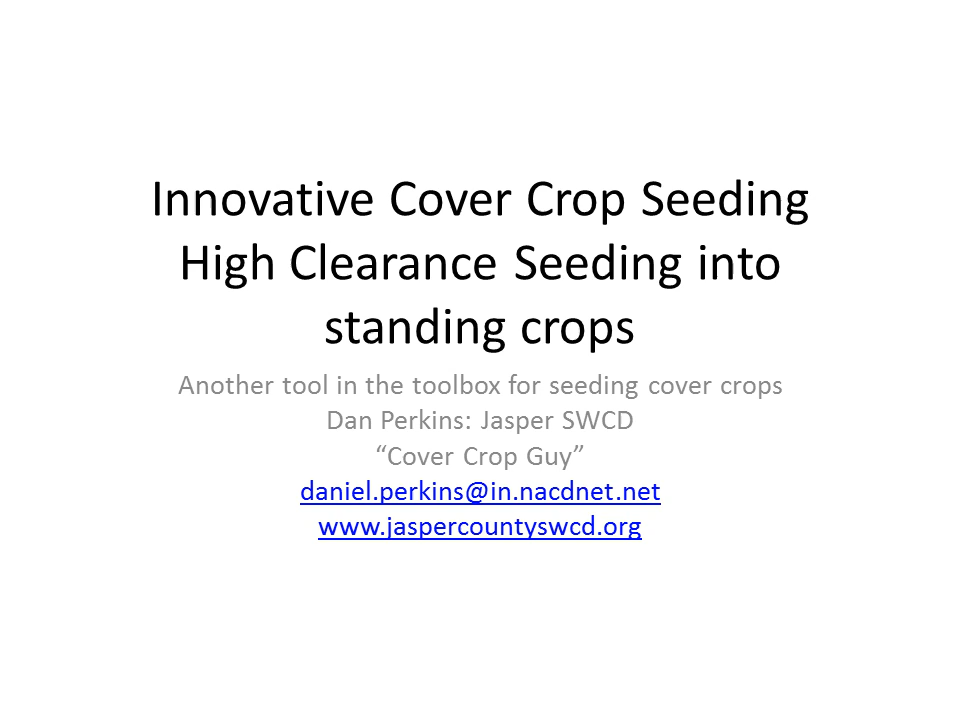 Innovative Cover Crop Seeding
High Clearance Seeding into
standing crops
Another tool in the toolbox for seeding cover crops
Dan Perkins: Jasper SWCD
“Cover Crop Guy”
daniel.perkins@in.nacdnet.net
www.jaspercountyswcd.org